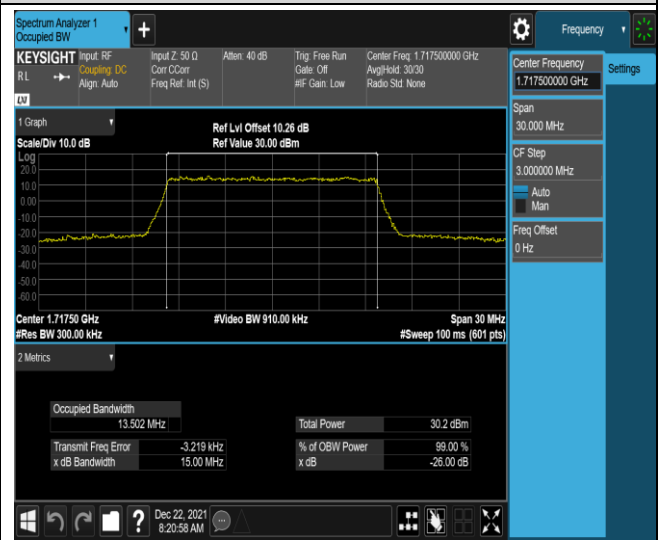 Spectrum Analyzer 1
Occupied BW
+
Frequency
KEYSIGHT
R L
LXI
Input: RF
Coupling: DC
Align: Auto
Input Z: 50 Ω
Corr CCorr
Freq Ref: Int (S)
Atten: 40 dB
Trig: Free Run
Gate: Off
#IF Gain: Low
Center Freq: 1.717500000 GHz
Avg|Hold: 30/30
Radio Std: None
Center Frequency
1.717500000 GHz
Settings
Span
30.000 MHz
CF Step
3.000000 MHz
Auto
Man
Freq Offset
0 Hz
1 Graph
Scale/Div 10.0 dB
Ref Lvl Offset 10.26 dB
Ref Value 30.00 dBm
Log
20.0
10.0
0.00
-10.0
-20.0
-30.0
-40.0
-50.0
-60.0
Center 1.71750 GHz
#Video BW 910.00 kHz
Span 30 MHz
#Res BW 300.00 kHz
#Sweep 100 ms (601 pts)
2 Metrics
Occupied Bandwidth
13.502 MHz
Total Power 30.2 dBm
Transmit Freq Error -3.219 kHz
% of OBW Power 99.00 %
x dB Bandwidth 15.00 MHz
x dB -26.00 dB
?
Dec 22, 2021
8:20:58 AM